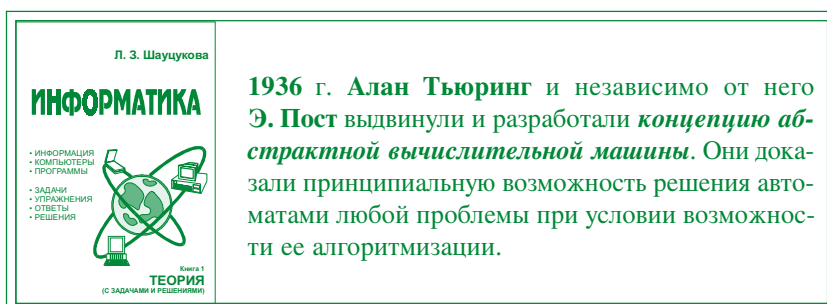 Л. З. Шауцукова
ИНФОРМАТИКА
• ИНФОРМАЦИЯ
• КОМПЬЮТЕРЫ
• ПРОГРАММЫ
• ЗАДАЧИ
• УПРАЖНЕНИЯ
• ОТВЕТЫ
• РЕШЕНИЯ
Книга 1
ТЕОРИЯ
(С ЗАДАЧАМИ И РЕШЕНИЯМИ)
1936 г. Алан Тьюринг и независимо от него
Э. Пост выдвинули и разработали концепцию аб-
страктной вычислительной машины. Они дока-
зали принципиальную возможность решения авто-
матами любой проблемы при условии возможнос-
ти ее алгоритмизации.